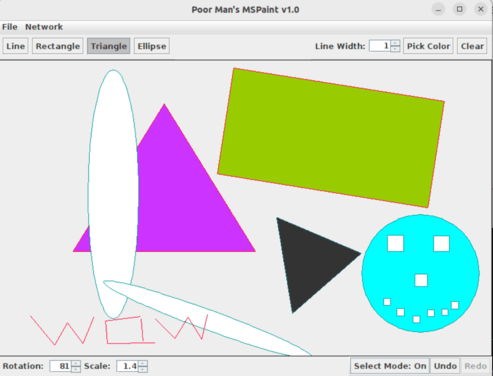 Poor Man's MSPaint v1.0
File Network
Line Rectangle Triangle Ellipse Line Width: 1 Pick Color Clear
WOW
Rotation: 81 Scale: 1.4 Select Mode: On Undo Redo